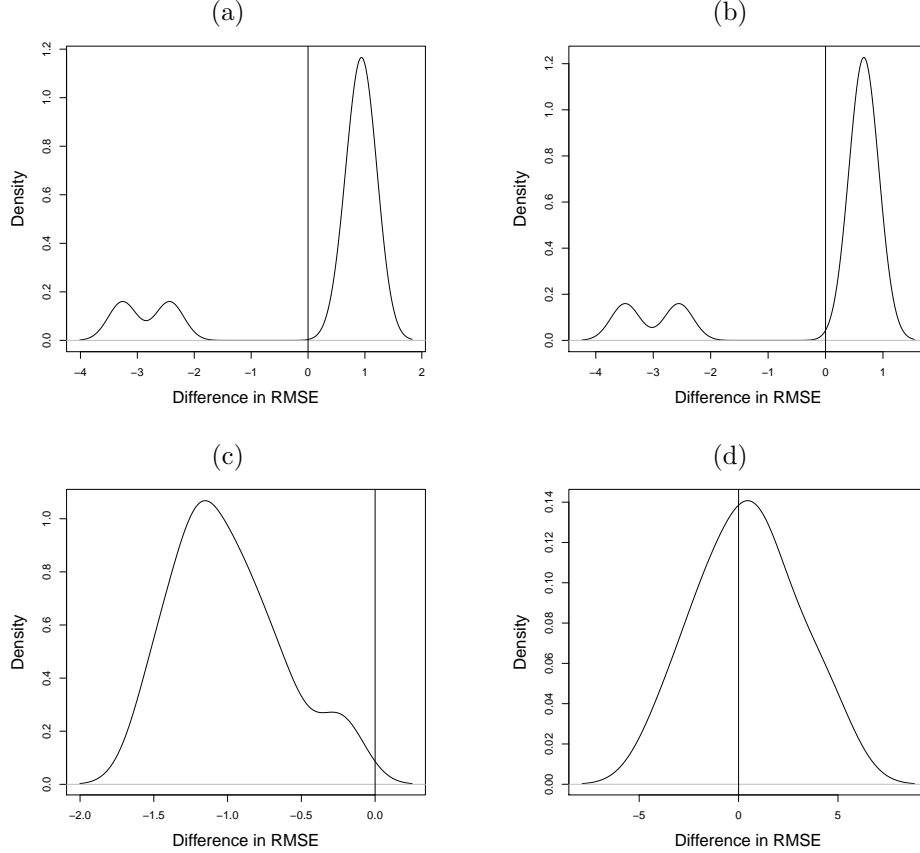 (a)
Density
1.2
1.0
0.8
0.6
0.4
0.2
0.0
−4 −3 −2 −1 0 1 2
Difference in RMSE
(b)
Density
1.2
1.0
0.8
0.6
0.4
0.2
0.0
−4 −3 −2 −1 0 1
Difference in RMSE
(c)
Density
1.0
0.8
0.6
0.4
0.2
0.0
−2.0 −1.5 −1.0 −0.5 0.0
Difference in RMSE
(d)
Density
0.14
0.12
0.10
0.08
0.06
0.04
0.02
0.00
−5 0 5
Difference in RMSE